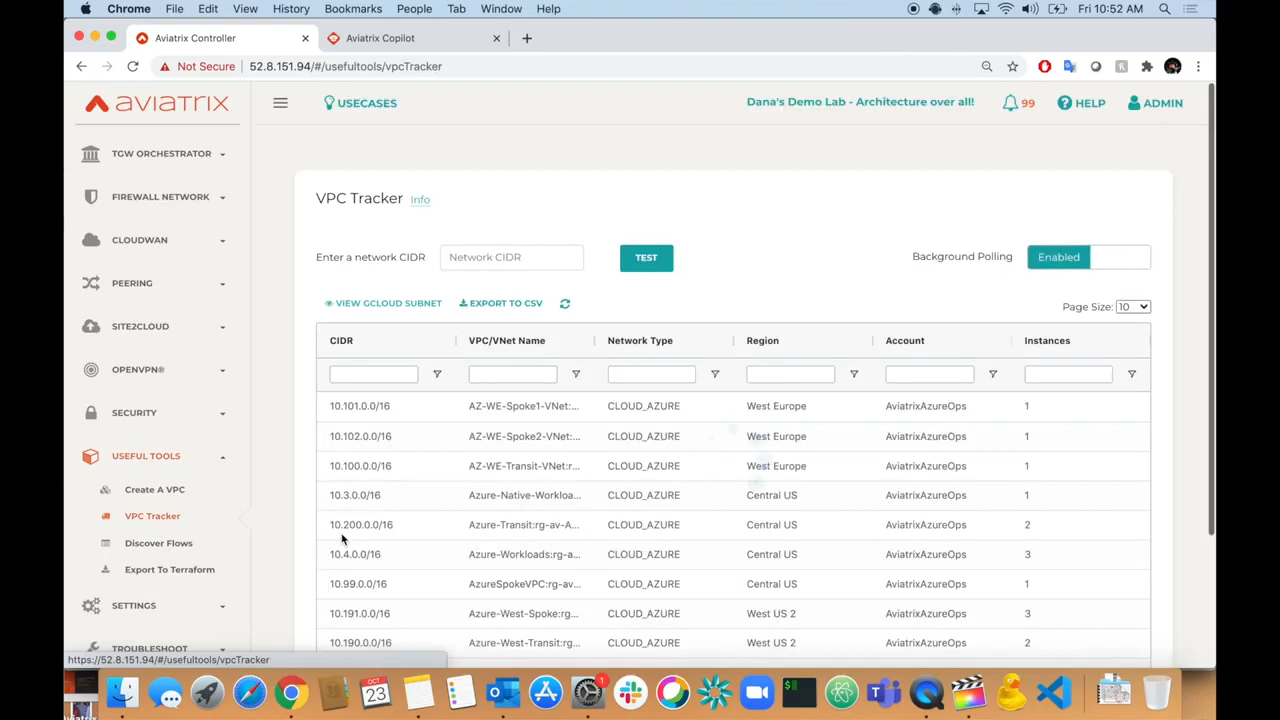 Chrome File Edit View History Bookmarks People Tab Window Help Fri 10:52 AM
Aviatrix Controller Aviatrix Copilot
Not Secure 52.8.151.94/#/usefultools/vpcTracker
aviatrix USECASES Dana's Demo Lab - Architecture over all! 99 HELP ADMIN
TGW ORCHESTRATOR
FIREWALL NETWORK
CLOUDWAN
PEERING
SITE2CLOUD
OPENVPN®
SECURITY
USEFUL TOOLS
Create A VPC
VPC Tracker
Discover Flows
Export To Terraform
SETTINGS
TROUBLESHOOT
VPC Tracker Info
Enter a network CIDR Network CIDR TEST Background Polling Enabled
VIEW GCLOUD SUBNET EXPORT TO CSV Page Size: 10
CIDR VPC/VNet Name Network Type Region Account Instances
10.101.0.0/16 AZ-WE-Spoke1-VNet:... CLOUD_AZURE West Europe AviatrixAzureOps 1
10.102.0.0/16 AZ-WE-Spoke2-VNet:... CLOUD_AZURE West Europe AviatrixAzureOps 1
10.100.0.0/16 AZ-WE-Transit-VNet:r... CLOUD_AZURE West Europe AviatrixAzureOps 1
10.3.0.0/16 Azure-Native-Workloa... CLOUD_AZURE Central US AviatrixAzureOps 1
10.200.0.0/16 Azure-Transit:rg-av-A... CLOUD_AZURE Central US AviatrixAzureOps 2
10.4.0.0/16 Azure-Workloads:rg-a... CLOUD_AZURE Central US AviatrixAzureOps 3
10.99.0.0/16 AzureSpokeVPC:rg-av... CLOUD_AZURE Central US AviatrixAzureOps 1
10.191.0.0/16 Azure-West-Spoke:rg... CLOUD_AZURE West US 2 AviatrixAzureOps 3
10.190.0.0/16 Azure-West-Transit:rg... CLOUD_AZURE West US 2 AviatrixAzureOps 2
https://52.8.151.94/#/usefultools/vpcTracker
OCT
23
1